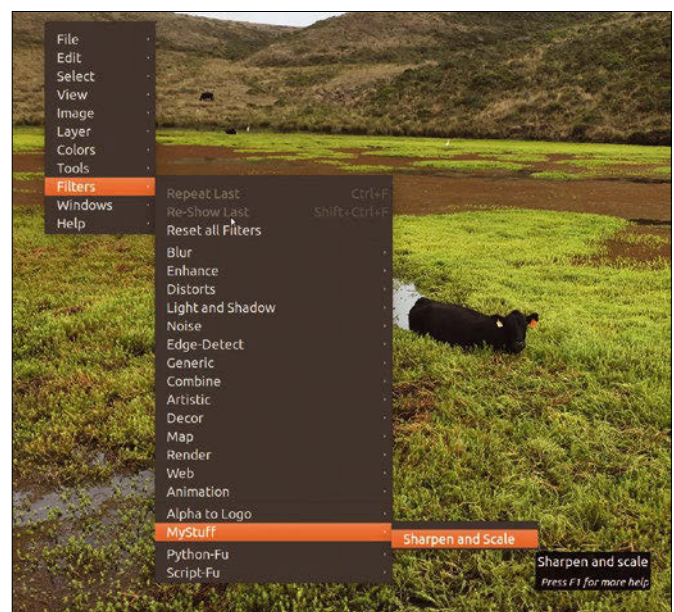 File
Edit
Select
View
Image
Layer
Colors
Tools
Filters
Windows
Help
Repeat Last Ctrl+F
Re-Show Last Shift+Ctrl+F
Reset all Filters
Blur
Enhance
Distorts
Light and Shadow
Noise
Edge-Detect
Generic
Combine
Artistic
Decor
Map
Render
Web
Animation
Alpha to Logo
MyStuff
Python-Fu
Script-Fu
Sharpen and Scale
Sharpen and scale
Press F1 for more help